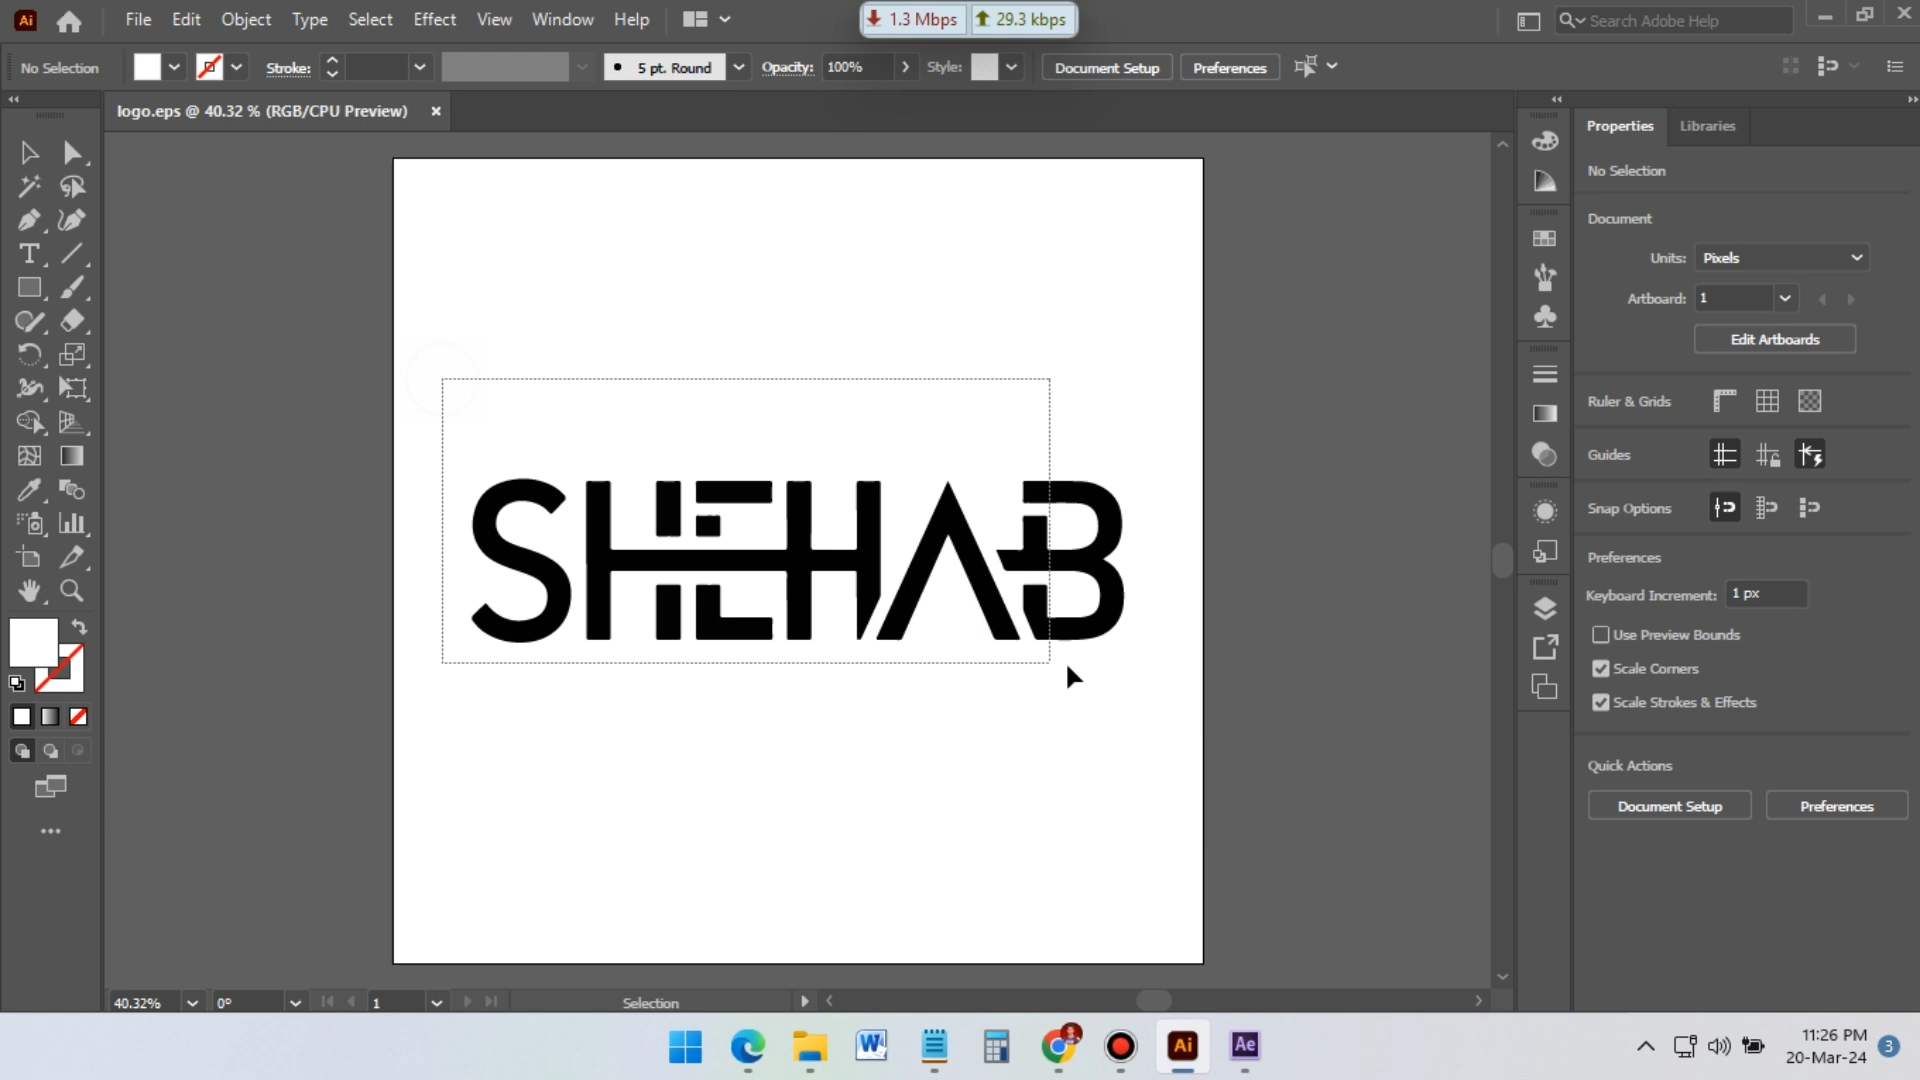 Ai File Edit Object Type Select Effect View Window Help 1.3 Mbps 29.3 kbps Search Adobe Help
No Selection Stroke: 5 pt. Round Opacity: 100% Style: Document Setup Preferences
logo.eps @ 40.32 % (RGB/CPU Preview)
Properties Libraries
No Selection
Document
Units: Pixels
Artboard: 1
Edit Artboards
Ruler & Grids
Guides
Snap Options
Preferences
Keyboard Increment: 1 px
Use Preview Bounds
Scale Corners
Scale Strokes & Effects
Quick Actions
Document Setup Preferences
SHEHAB
40.32% 0° 1 Selection
W Ai Ae
11:26 PM
20-Mar-24 3